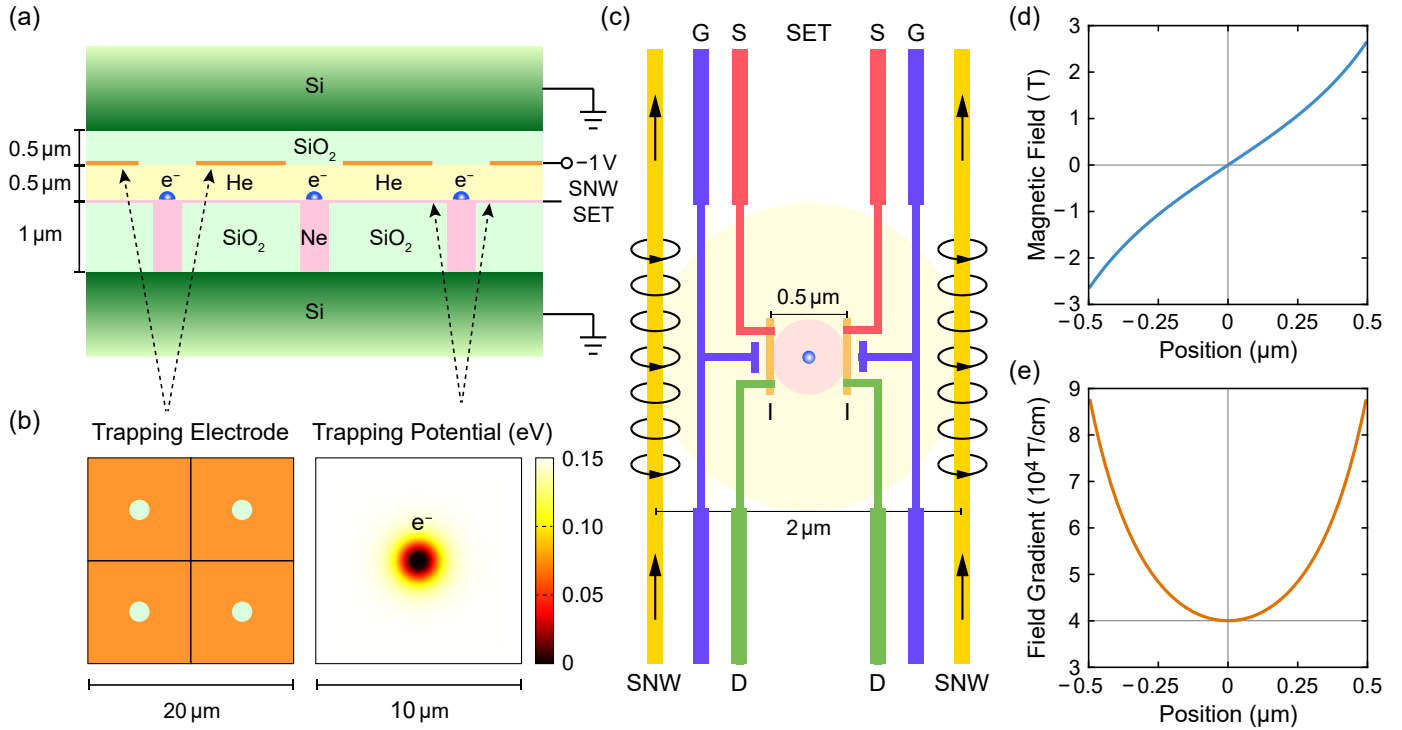 (a)
Si
0.5 µm
SiO₂
−1 V
0.5 µm
e⁻ He e⁻ He e⁻
SNW
SET
1 µm
SiO₂ Ne SiO₂
Si
(b)
Trapping Electrode
20 µm
Trapping Potential (eV)
e⁻
0.15
0.10
0.05
0
10 µm
(c)
G S SET S G
0.5 µm
I I
2 µm
SNW D D SNW
(d)
Magnetic Field ( T)
3
2
1
0
−1
−2
−3
−0.5 −0.25 0 0.25 0.5
Position (µm)
(e)
Field Gradient (10⁴ T/cm)
9
8
7
6
5
4
3
−0.5 −0.25 0 0.25 0.5
Position (µm)